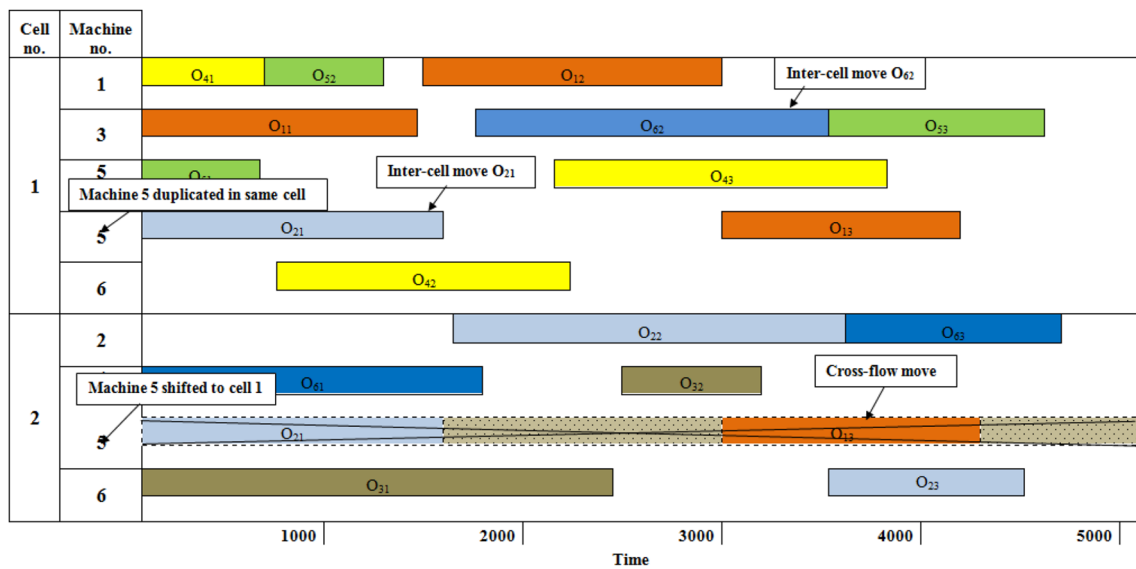 Cell no.
Machine no.
1
1
O41
O52
O12
Inter-cell move O62
3
O11
O62
O53
5
Inter-cell move O21
O43
Machine 5 duplicated in same cell
5
O21
O13
6
O42
2
2
O22
O63
Machine 5 shifted to cell 1
O61
O32
Cross-flow move
5
O21
O13
6
O31
O23
1000
2000
3000
4000
5000
Time